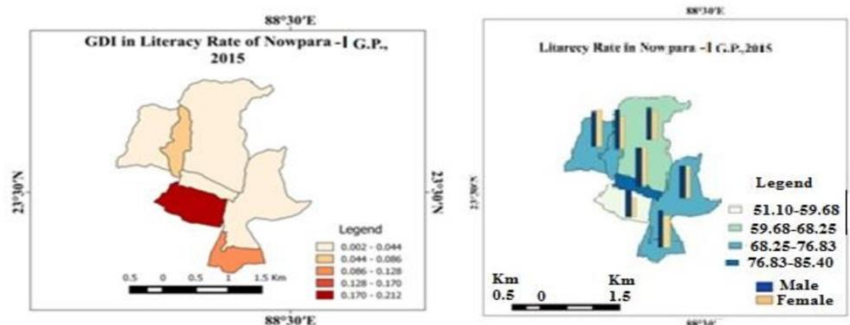 88°30'E
GDI in Literacy Rate of Nowpara -I G.P.,
2015
23°30'N
23°30'N
Legend
0.002 - 0.044
0.044 - 0.086
0.086 - 0.128
0.128 - 0.170
0.170 - 0.212
0.5 0 0.5 1 1.5 Km
88°30'E
88°30'E
Litarecy Rate in Nowpara -I G.P.,2015
23°30'N
Legend
51.10-59.68
59.68-68.25
68.25-76.83
76.83-85.40
Male
Female
Km Km
0.5 0 1.5
88°30'E